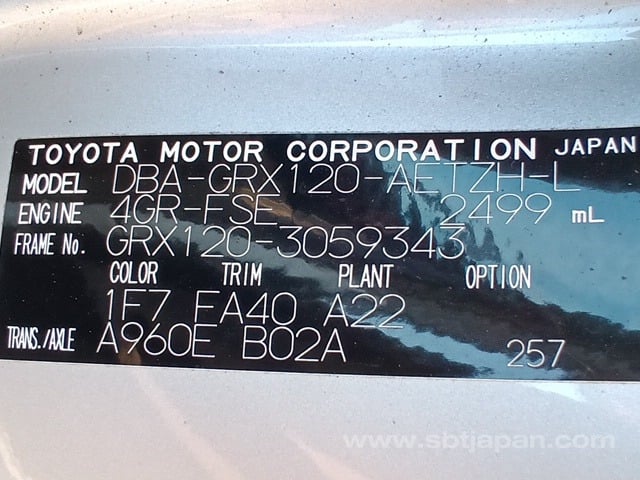 TOYOTA MOTOR CORPORATION JAPAN
MODEL DBA-GRX120-AETZH-L
ENGINE 4GR-FSE 2499 mL
FRAME No. GRX120-3059343
COLOR TRIM PLANT OPTION
1F7 FA40 A22
TRANS./AXLE A960E B02A 257
www.sbtjapan.com